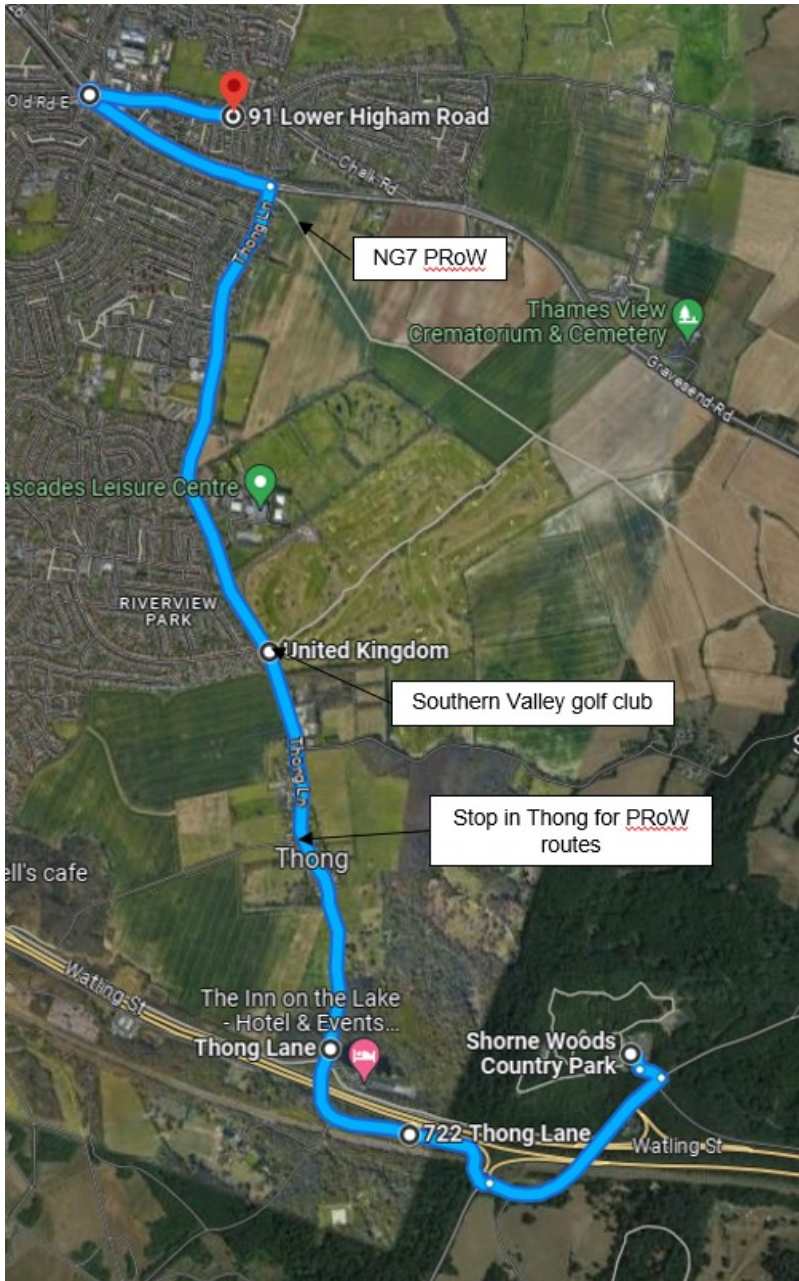 Old Rd E
91 Lower Higham Road
Chalk Rd
Thong Ln
NG7 PRoW
Thames View
Crematorium & Cemetery
Gravesend Rd
ascades Leisure Centre
RIVERVIEW
PARK
United Kingdom
Southern Valley golf club
Thong Ln
Stop in Thong for PRoW
routes
Thong
ell's cafe
Watling St
The Inn on the Lake
- Hotel & Events...
Thong Lane
Shorne Woods
Country Park
722 Thong Lane
Watling St